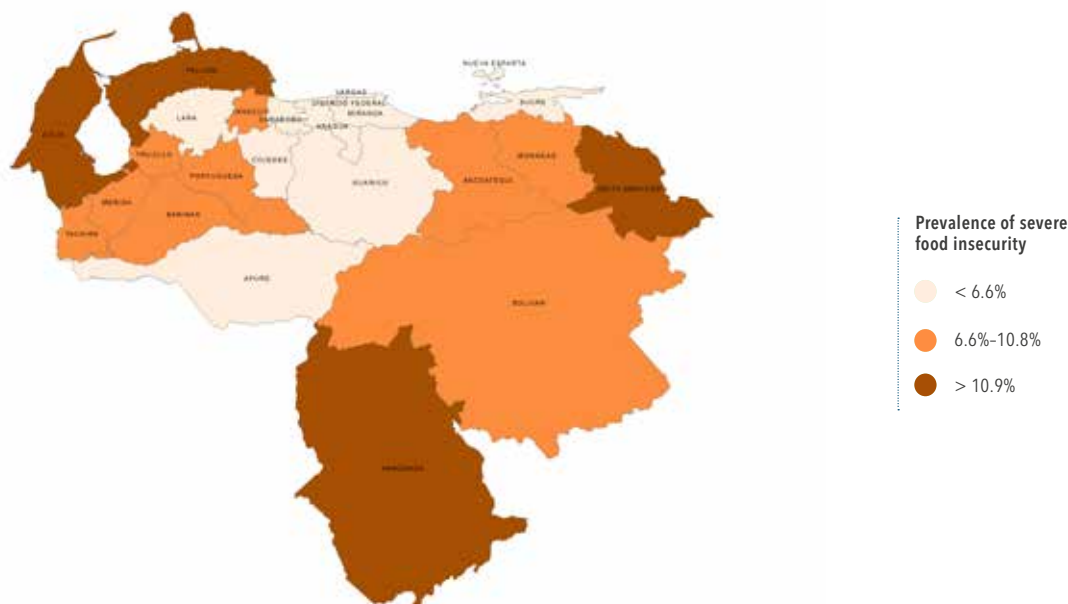 NUEVA ESPARTA
VARGAS
FALCON
DISTRITO FEDERAL
SUCRE
MIRANDA
LARA
YARACUY
CARABOBO
ARAGUA
ZULIA
TRUJILLO
COJEDES
MONAGAS
PORTUGUESA
GUARICO
ANZOATEGUI
DELTA AMACURO
MERIDA
BARINAS
TACHIRA
APURE
BOLIVAR
AMAZONAS
Prevalence of severe
food insecurity
< 6.6%
6.6%–10.8%
> 10.9%